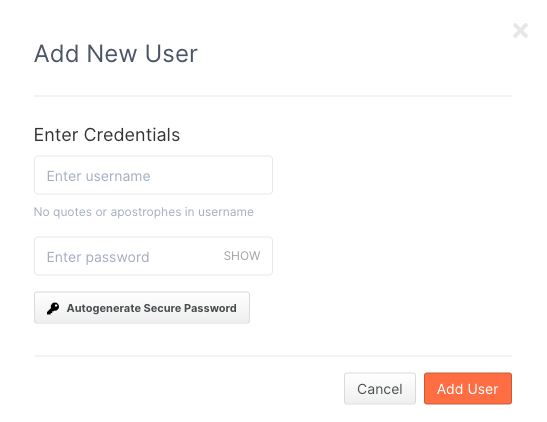 Add New User
Enter Credentials
Enter username
No quotes or apostrophes in username
Enter password SHOW
Autogenerate Secure Password
Cancel Add User